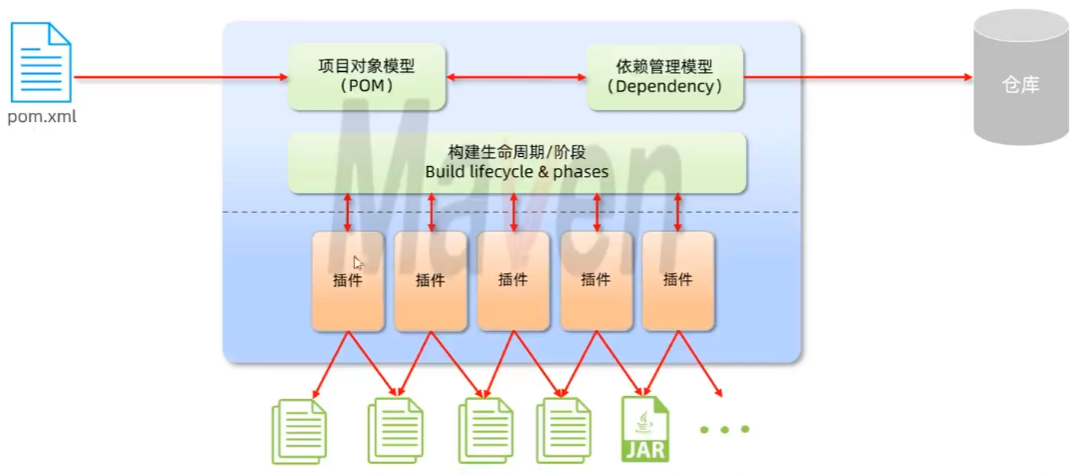 项目对象模型
（POM）
依赖管理模型
（Dependency）
仓库
pom.xml
构建生命周期/阶段
Build lifecycle & phases
Maven
插件
插件
插件
插件
插件
JAR